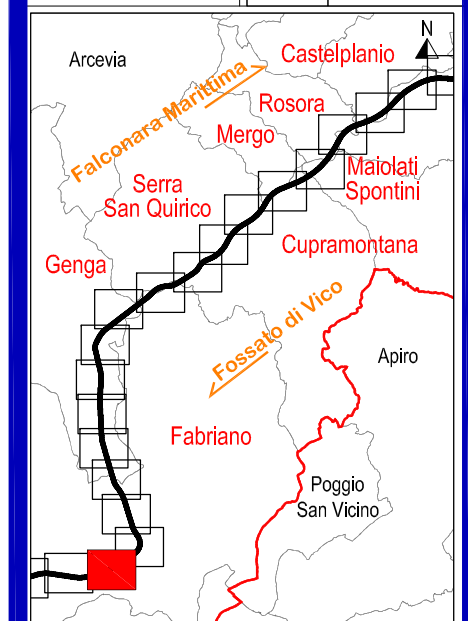 N
Castelplanio
Arcevia
Falconara Marittima
Rosora
Mergo
Maiolati
Spontini
Serra
San Quirico
Cupramontana
Genga
Fossato di Vico
Apiro
Fabriano
Poggio
San Vicino